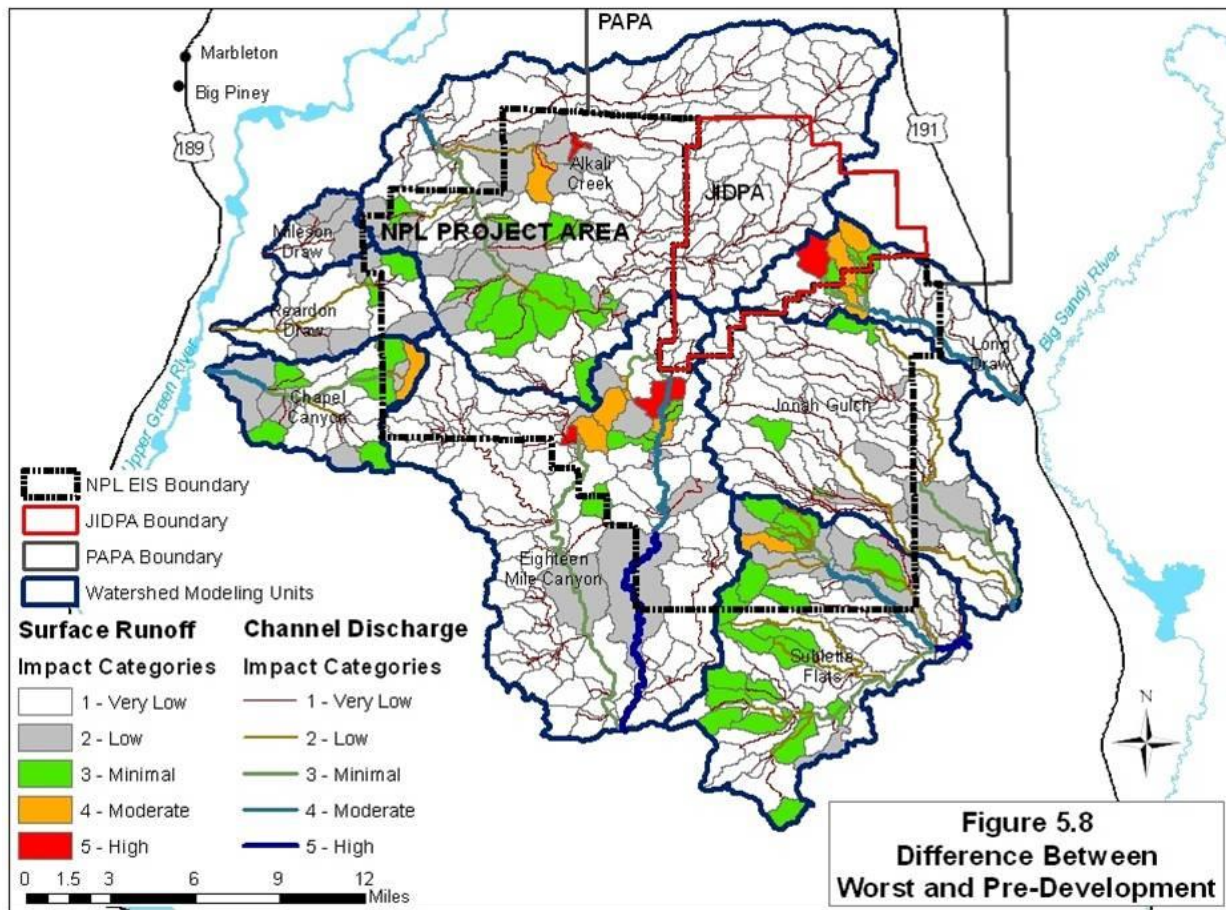 PAPA
Marbleton
Big Piney
189
191
Alkali
Creek
JIDPA
Mileson
Draw
NPL PROJECT AREA
Reardon
Draw
Long
Draw
Big Sandy River
Upper Green River
Chapel
Canyon
Jonah Gulch
Eighteen
Mile Canyon
Sublette
Flats
NPL EIS Boundary
JIDPA Boundary
PAPA Boundary
Watershed Modeling Units
Surface Runoff
Impact Categories
1 - Very Low
2 - Low
3 - Minimal
4 - Moderate
5 - High
Channel Discharge
Impact Categories
1 - Very Low
2 - Low
3 - Minimal
4 - Moderate
5 - High
0 1.5 3 6 9 12
Miles
N
Figure 5.8
Difference Between
Worst and Pre-Development